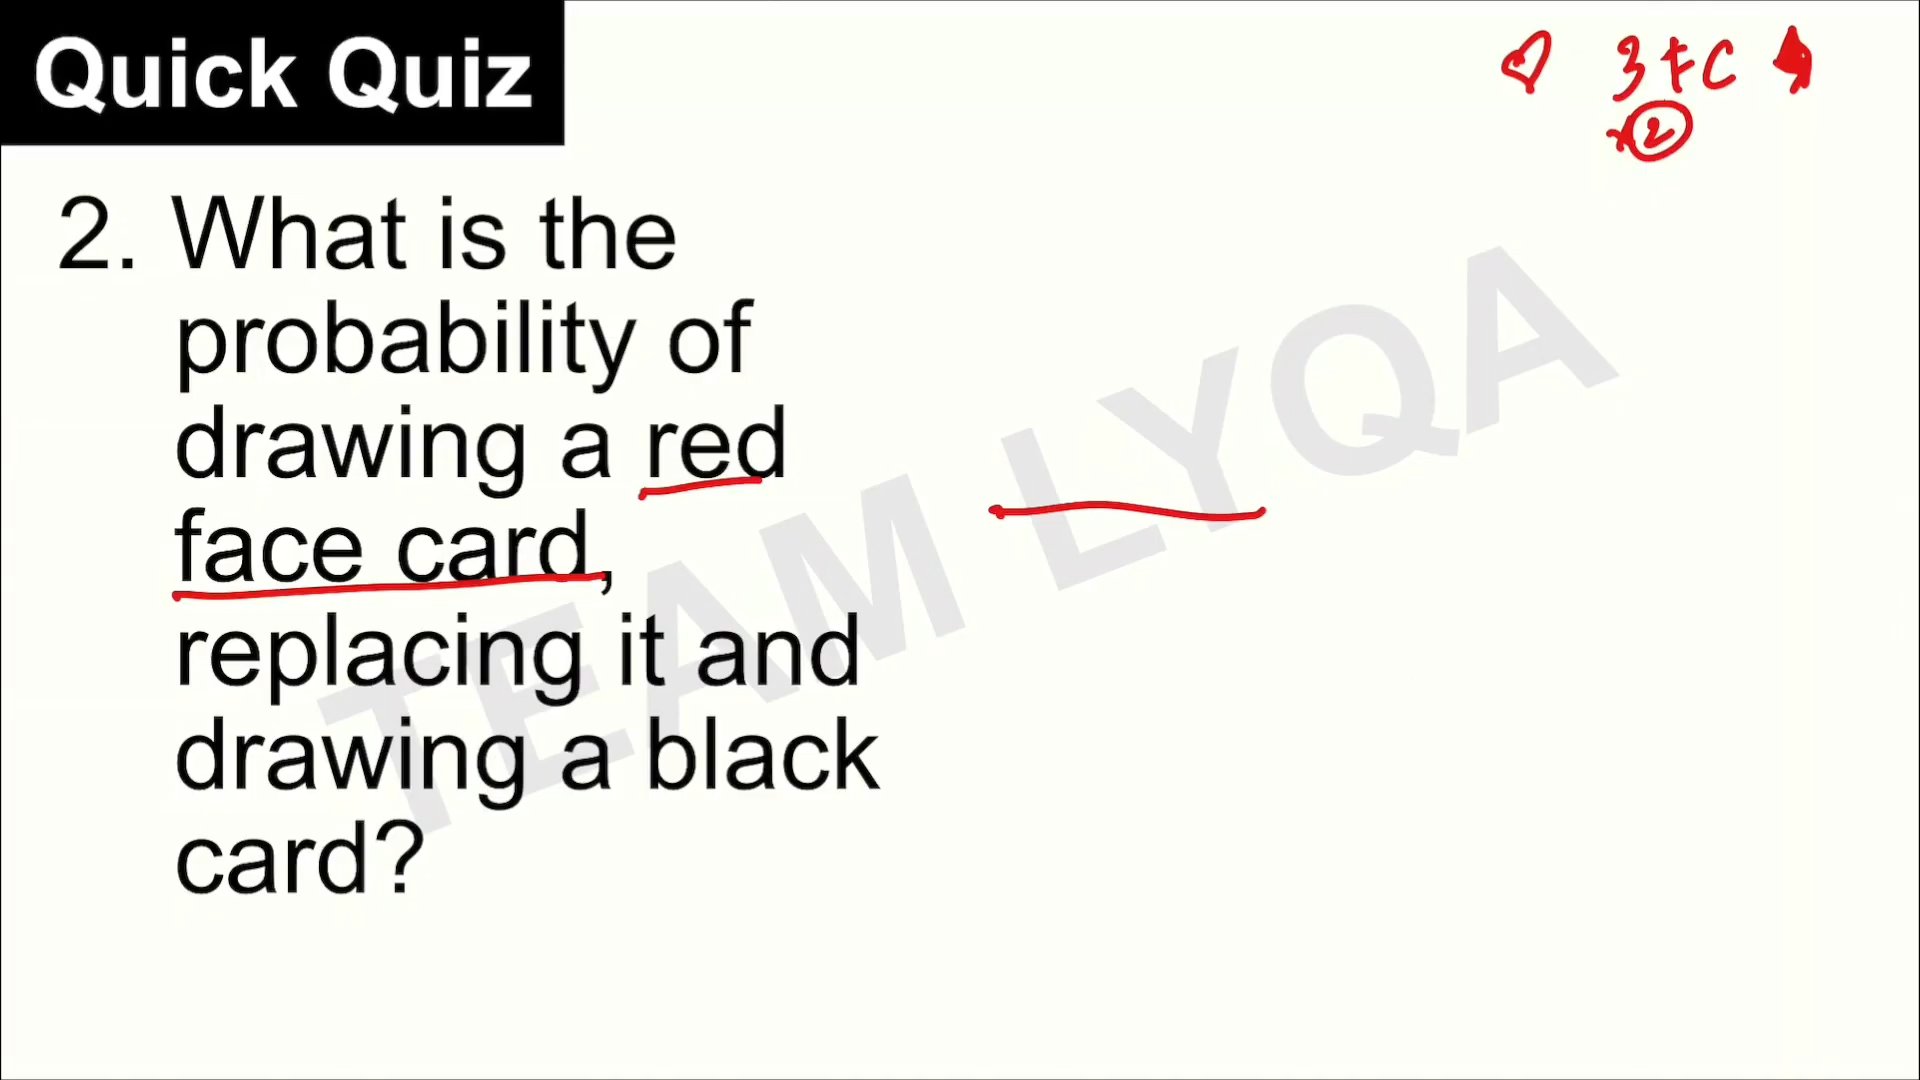 Quick Quiz
3 FC
x2
2. What is the
probability of
drawing a red
face card,
replacing it and
drawing a black
card?
TEAM LYQA